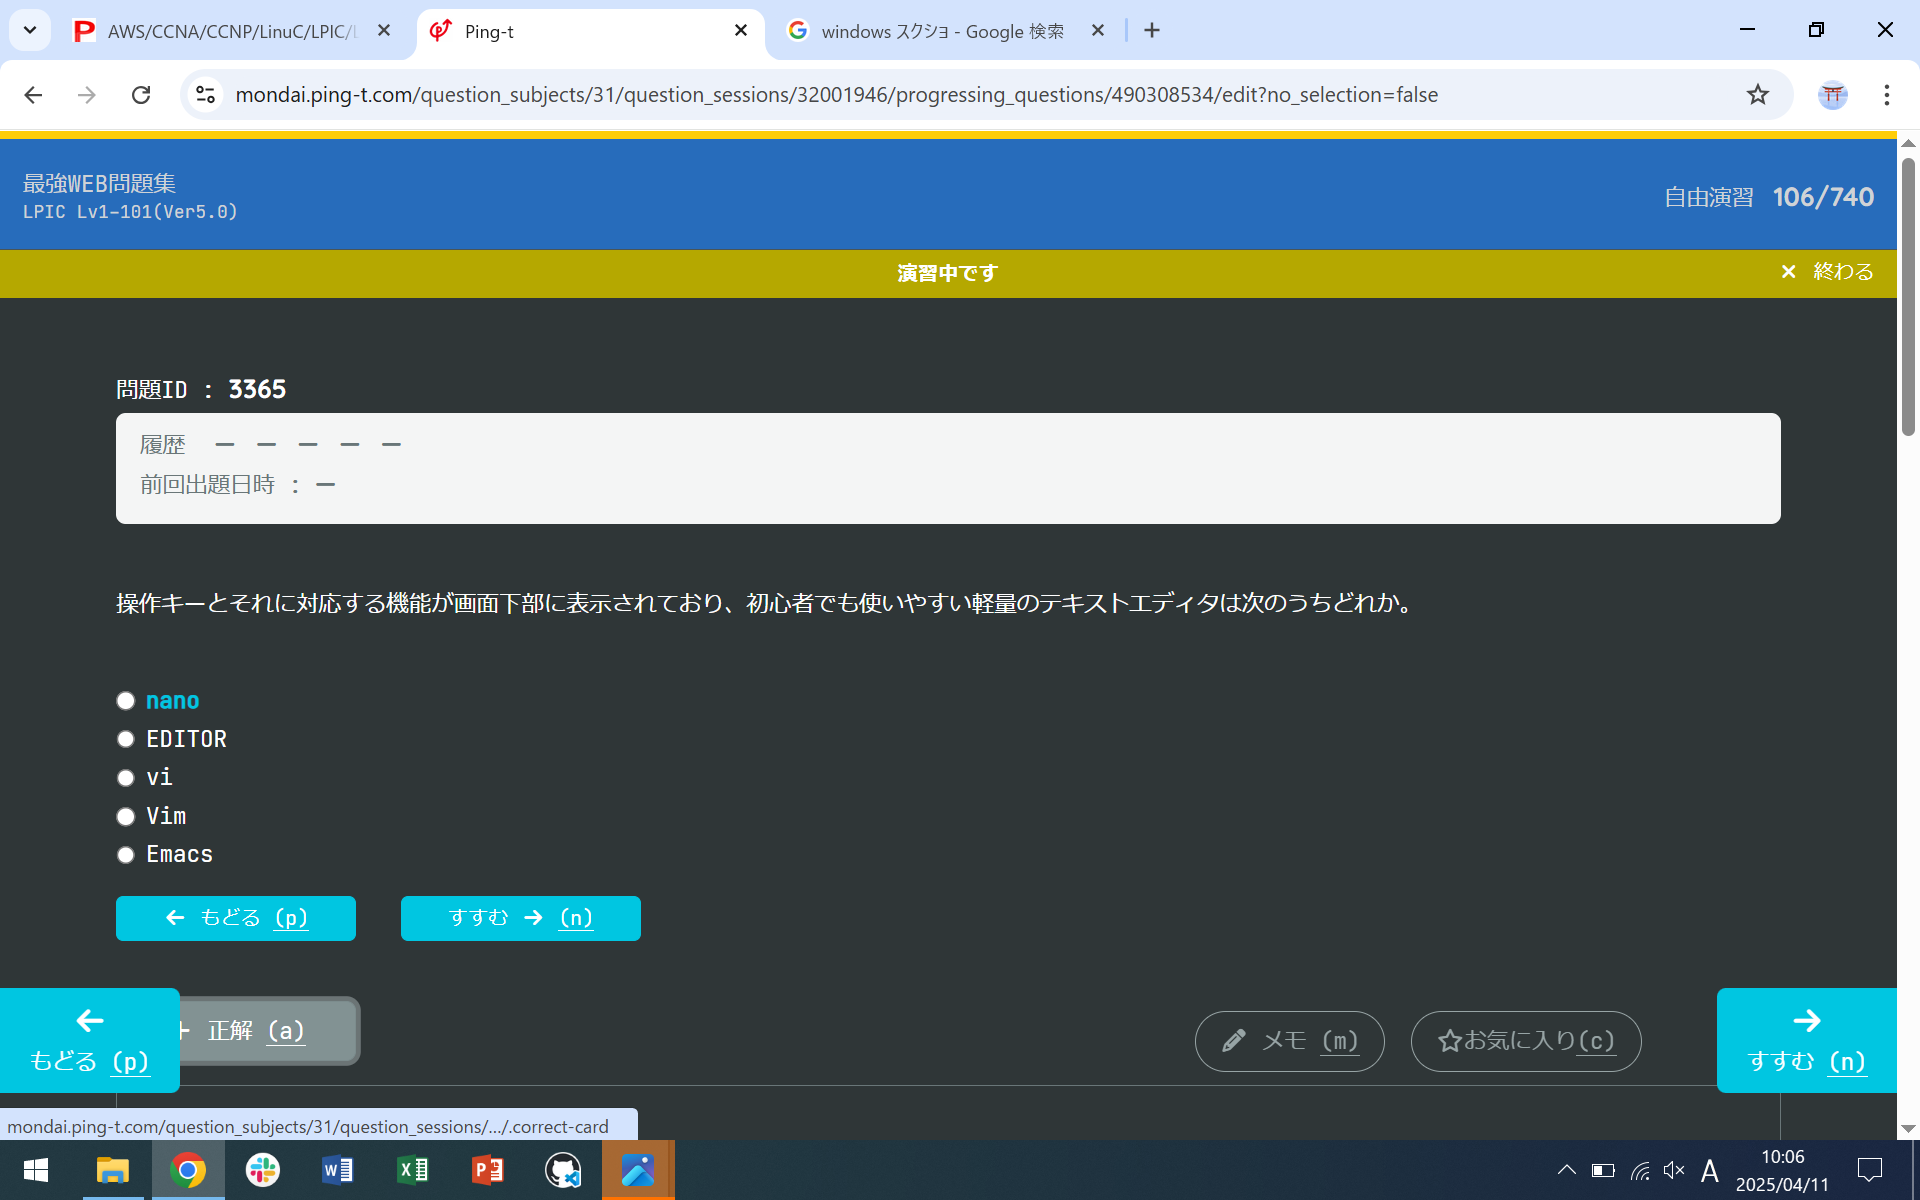 AWS/CCNA/CCNP/LinuC/LPIC/L
Ping-t
windows スクショ - Google 検索
mondai.ping-t.com/question_subjects/31/question_sessions/32001946/progressing_questions/490308534/edit?no_selection=false
最強WEB問題集
LPIC Lv1-101(Ver5.0)
自由演習 106/740
演習中です
× 終わる
問題ID : 3365
履歴 ー ー ー ー ー
前回出題日時 : ー
操作キーとそれに対応する機能が画面下部に表示されており、初心者でも使いやすい軽量のテキストエディタは次のうちどれか。
nano
EDITOR
vi
Vim
Emacs
← もどる (p)
すすむ → (n)
← もどる (p)
正解 (a)
メモ (m)
☆お気に入り(c)
→ すすむ (n)
mondai.ping-t.com/question_subjects/31/question_sessions/.../.correct-card
A
10:06
2025/04/11